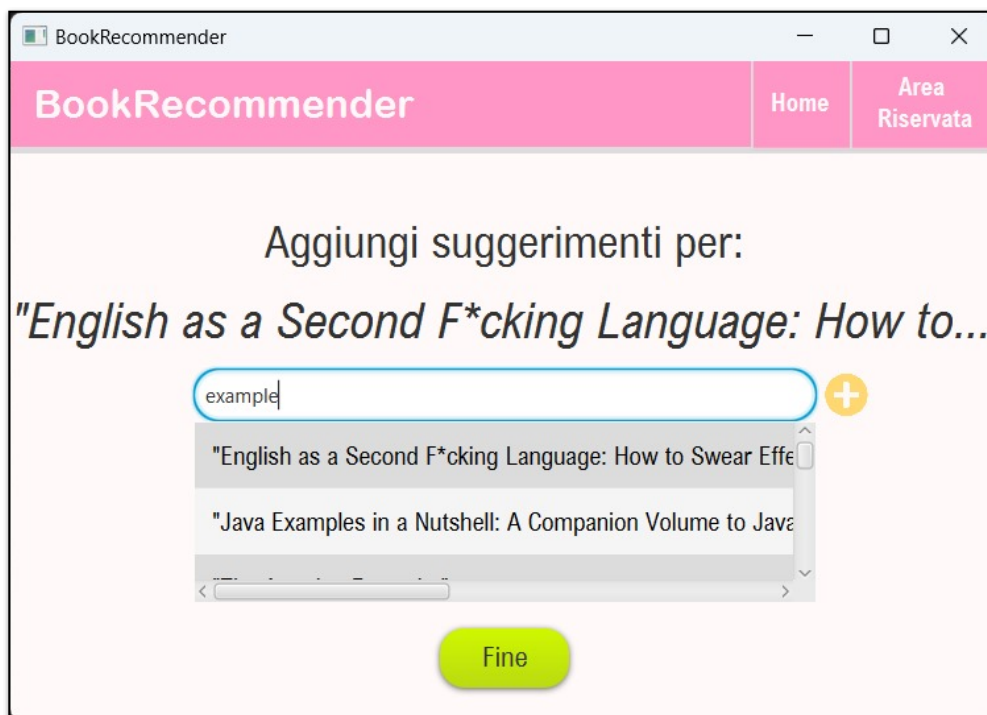 BookRecommender
BookRecommender
Home
Area
Riservata
Aggiungi suggerimenti per:
"English as a Second F*cking Language: How to...
example
"English as a Second F*cking Language: How to Swear Effe
"Java Examples in a Nutshell: A Companion Volume to Java
Fine